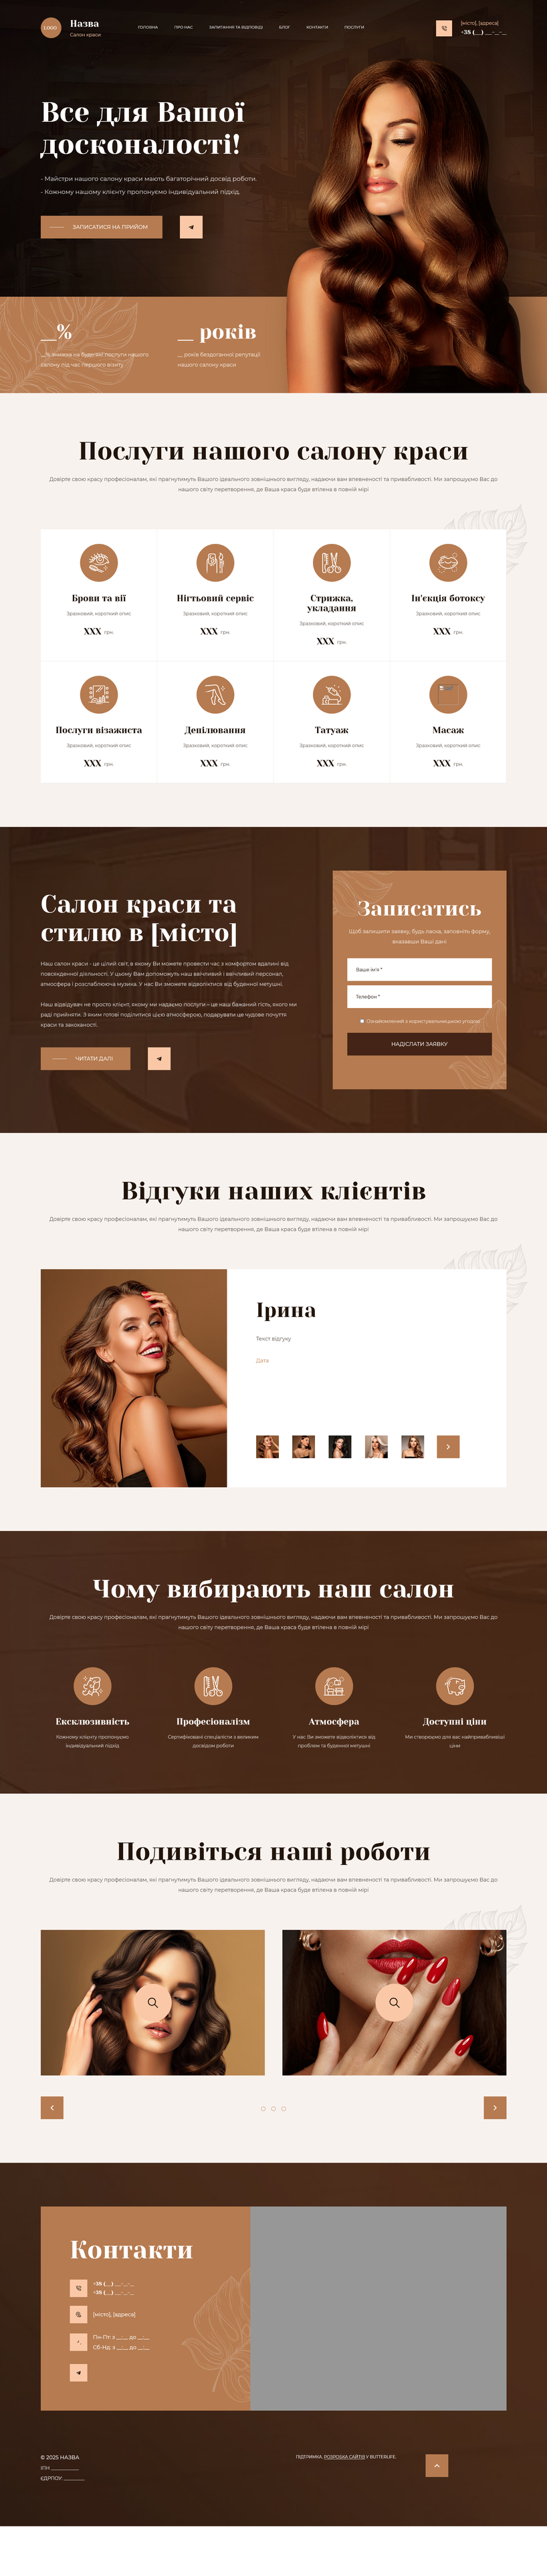 LOGO
Назва
Салон краси
ГОЛОВНА
ПРО НАС
ЗАПИТАННЯ ТА ВІДПОВІДІ
БЛОГ
КОНТАКТИ
ПОСЛУГИ
[місто], [адреса]
+38 (__) __-_-_
Все для Вашої
досконалості!
- Майстри нашого салону краси мають багаторічний досвід роботи.
- Кожному нашому клієнту пропонуємо індивідуальний підхід.
ЗАПИСАТИСЯ НА ПРИЙОМ
__%
__% знижка на будь-які послуги нашого
салону під час першого візиту
__ років
__ років бездоганної репутації
нашого салону краси
Послуги нашого салону краси
Довірте свою красу професіоналам, які прагнутимуть Вашого ідеального зовнішнього вигляду, надаючи вам впевненості та привабливості. Ми запрошуємо Вас до
нашого світу перетворення, де Ваша краса буде втілена в повній мірі
Брови та вії
Зразковий, короткий опис
XXX грн.
Нігтьовий сервіс
Зразковий, короткий опис
XXX грн.
Стрижка,
укладання
Зразковий, короткий опис
XXX грн.
Ін'єкція ботоксу
Зразковий, короткий опис
XXX грн.
Послуги візажиста
Зразковий, короткий опис
XXX грн.
Депілювання
Зразковий, короткий опис
XXX грн.
Татуаж
Зразковий, короткий опис
XXX грн.
Масаж
Зразковий, короткий опис
XXX грн.
Салон краси та
стилю в [місто]
Наш салон краси - це цілий світ, в якому Ви можете провести час з комфортом вдалині від
повсякденної діяльності. У цьому Вам допоможуть наш ввічливий і ввічливий персонал,
атмосфера і розслаблююча музика. У нас Ви зможете відволіктися від буденної метушні.
Наш відвідувач не просто клієнт, якому ми надаємо послуги – це наш бажаний гість, якого ми
раді прийняти. З яким готові поділитися цією атмосферою, подарувати це чудове почуття
краси та закоханості.
ЧИТАТИ ДАЛІ
Записатись
Щоб залишити заявку, будь ласка, заповніть форму,
вказавши Ваші дані
Ваше ім'я *
Телефон *
Ознайомлений з користувальницькою угодою
НАДІСЛАТИ ЗАЯВКУ
Відгуки наших клієнтів
Довірте свою красу професіоналам, які прагнутимуть Вашого ідеального зовнішнього вигляду, надаючи вам впевненості та привабливості. Ми запрошуємо Вас до
нашого світу перетворення, де Ваша краса буде втілена в повній мірі
Ірина
Текст відгуку
Дата
Чому вибирають наш салон
Довірте свою красу професіоналам, які прагнутимуть Вашого ідеального зовнішнього вигляду, надаючи вам впевненості та привабливості. Ми запрошуємо Вас до
нашого світу перетворення, де Ваша краса буде втілена в повній мірі
Ексклюзивність
Кожному клієнту пропонуємо
індивідуальний підхід
Професіоналізм
Сертифіковані спеціалісти з великим
досвідом роботи
Атмосфера
У нас Ви зможете відволіктися від
проблем та буденної метушні
Доступні ціни
Ми створюємо для вас найпривабливіші
ціни
Подивіться наші роботи
Довірте свою красу професіоналам, які прагнутимуть Вашого ідеального зовнішнього вигляду, надаючи вам впевненості та привабливості. Ми запрошуємо Вас до
нашого світу перетворення, де Ваша краса буде втілена в повній мірі
Контакти
+38 (__) __-_-_
+38 (__) __-_-_
[місто], [адреса]
Пн-Пт: з __:__ до __:__
Сб-Нд: з __:__ до __:__
© 2025 НАЗВА
ІПН __________
ЄДРПОУ: ________
ПІДТРИМКА, РОЗРОБКА САЙТІВ У BUTTERLIFE.